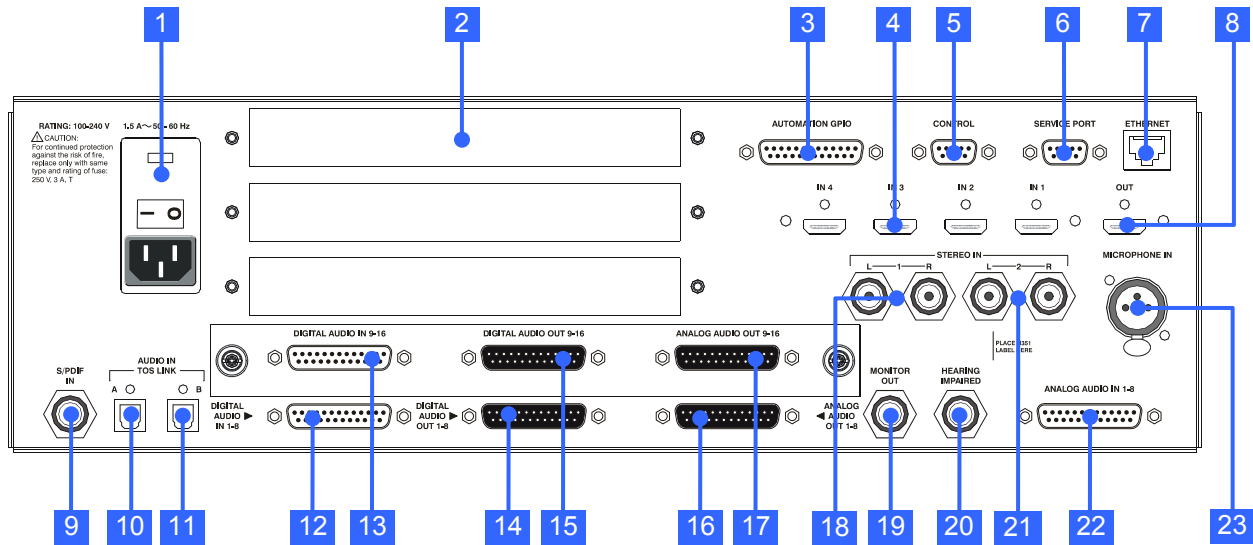 1
2
3
4
5
6
7
8
RATING: 100-240 V 1.5 A～50-60 Hz
CAUTION:
For continued protection
against the risk of fire,
replace only with same
type and rating of fuse:
250 V, 3 A, T
AUTOMATION GPIO
CONTROL
SERVICE PORT
ETHERNET
IN 4
IN 3
IN 2
IN 1
OUT
STEREO IN
L 1 R
L 2 R
MICROPHONE IN
PLACE
LABEL HERE
DIGITAL AUDIO IN 9-16
DIGITAL AUDIO OUT 9-16
ANALOG AUDIO OUT 9-16
S/PDIF
IN
AUDIO IN
TOS LINK
A
B
DIGITAL
AUDIO
IN 1-8
DIGITAL
AUDIO
OUT 1-8
ANALOG
AUDIO
OUT 1-8
MONITOR
OUT
HEARING
IMPAIRED
ANALOG AUDIO IN 1-8
9
10
11
12
13
14
15
16
17
18
19
20
21
22
23